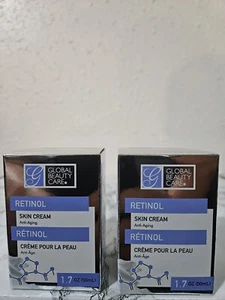 G
GLOBAL
BEAUTY
CARE
RETINOL
SKIN CREAM
Anti-Aging
RÉTINOL
CRÈME POUR LA PEAU
Anti-Âge
1.7 OZ (50mL)
G
GLOBAL
BEAUTY
CARE
RETINOL
SKIN CREAM
Anti-Aging
RÉTINOL
CRÈME POUR LA PEAU
Anti-Âge
1.7 OZ (50mL)